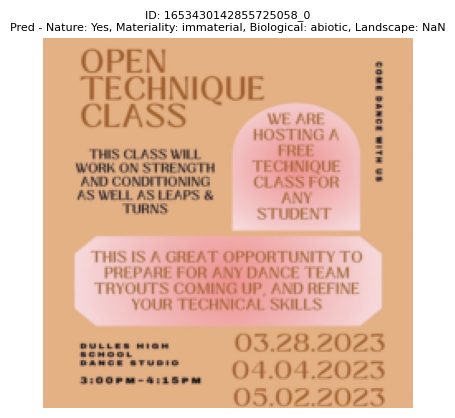 ID: 1653430142855725058_0
Pred - Nature: Yes, Materiality: immaterial, Biological: abiotic, Landscape: NaN
OPEN
TECHNIQUE
CLASS
COME DANCE WITH US
WE ARE
HOSTING A
FREE
TECHNIQUE
CLASS FOR
ANY
STUDENT
THIS CLASS WILL
WORK ON STRENGTH
AND CONDITIONING
AS WELL AS LEAPS &
TURNS
THIS IS A GREAT OPPORTUNITY TO
PREPARE FOR ANY DANCE TEAM
TRYOUTS COMING UP, AND REFINE
YOUR TECHNICAL SKILLS
DULLES HIGH
SCHOOL
DANCE STUDIO
3:00PM-4:15PM
03.28.2023
04.04.2023
05.02.2023